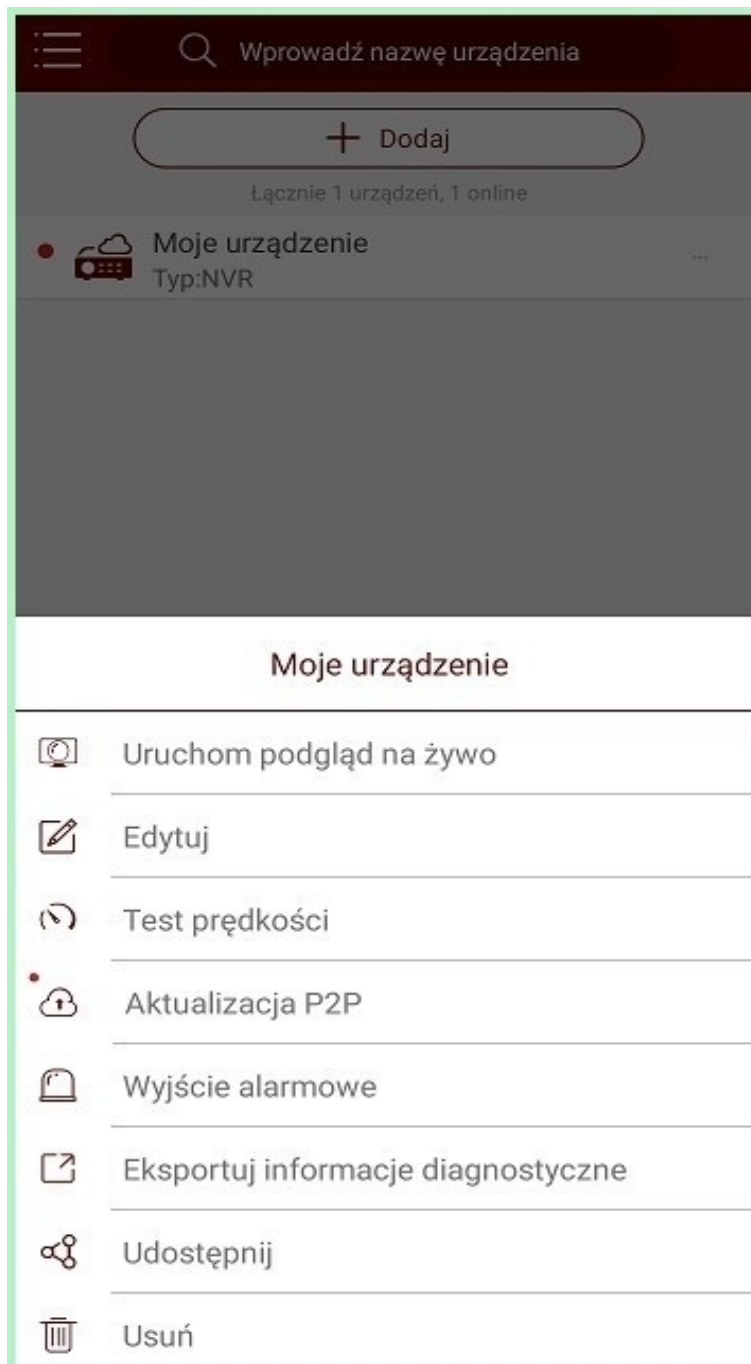 Wprowadź nazwę urządzenia
Dodaj
Łącznie 1 urządzeń, 1 online
Moje urządzenie
Typ:NVR
...
Moje urządzenie
Uruchom podgląd na żywo
Edytuj
Test prędkości
Aktualizacja P2P
Wyjście alarmowe
Eksportuj informacje diagnostyczne
Udostępnij
Usuń